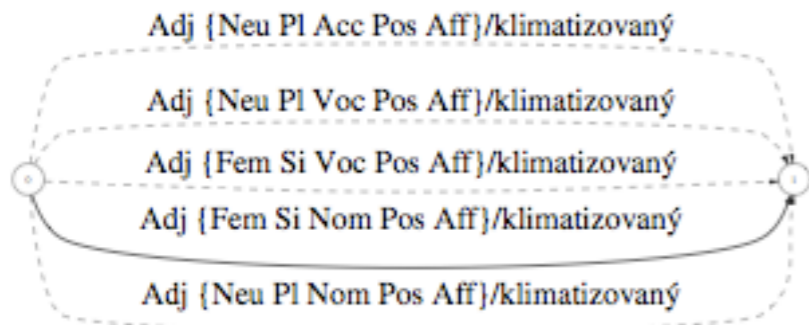 Adj {Neu Pl Acc Pos Aff}/klimatizovaný
Adj {Neu Pl Voc Pos Aff}/klimatizovaný
Adj {Fem Si Voc Pos Aff}/klimatizovaný
Adj {Fem Si Nom Pos Aff}/klimatizovaný
Adj {Neu Pl Nom Pos Aff}/klimatizovaný